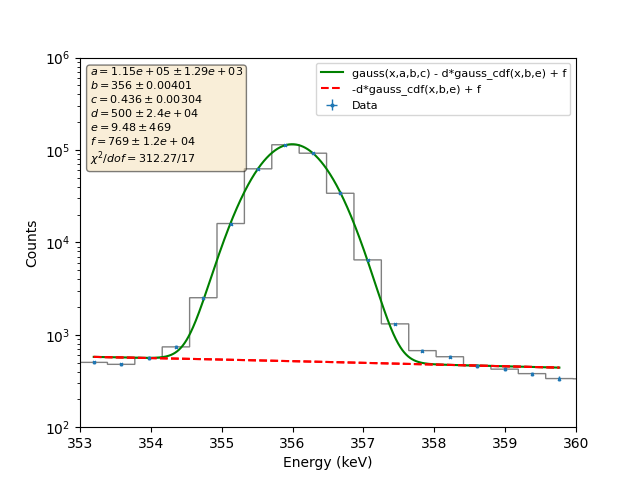 a = 1.15e + 05 ± 1.29e + 03
b = 356 ± 0.00401
c = 0.436 ± 0.00304
d = 500 ± 2.4e + 04
e = 9.48 ± 469
f = 769 ± 1.2e + 04
χ²/dof = 312.27/17
gauss(x,a,b,c) - d*gauss_cdf(x,b,e) + f
-d*gauss_cdf(x,b,e) + f
Data
Counts
10⁶
10⁵
10⁴
10³
10²
353 354 355 356 357 358 359 360
Energy (keV)